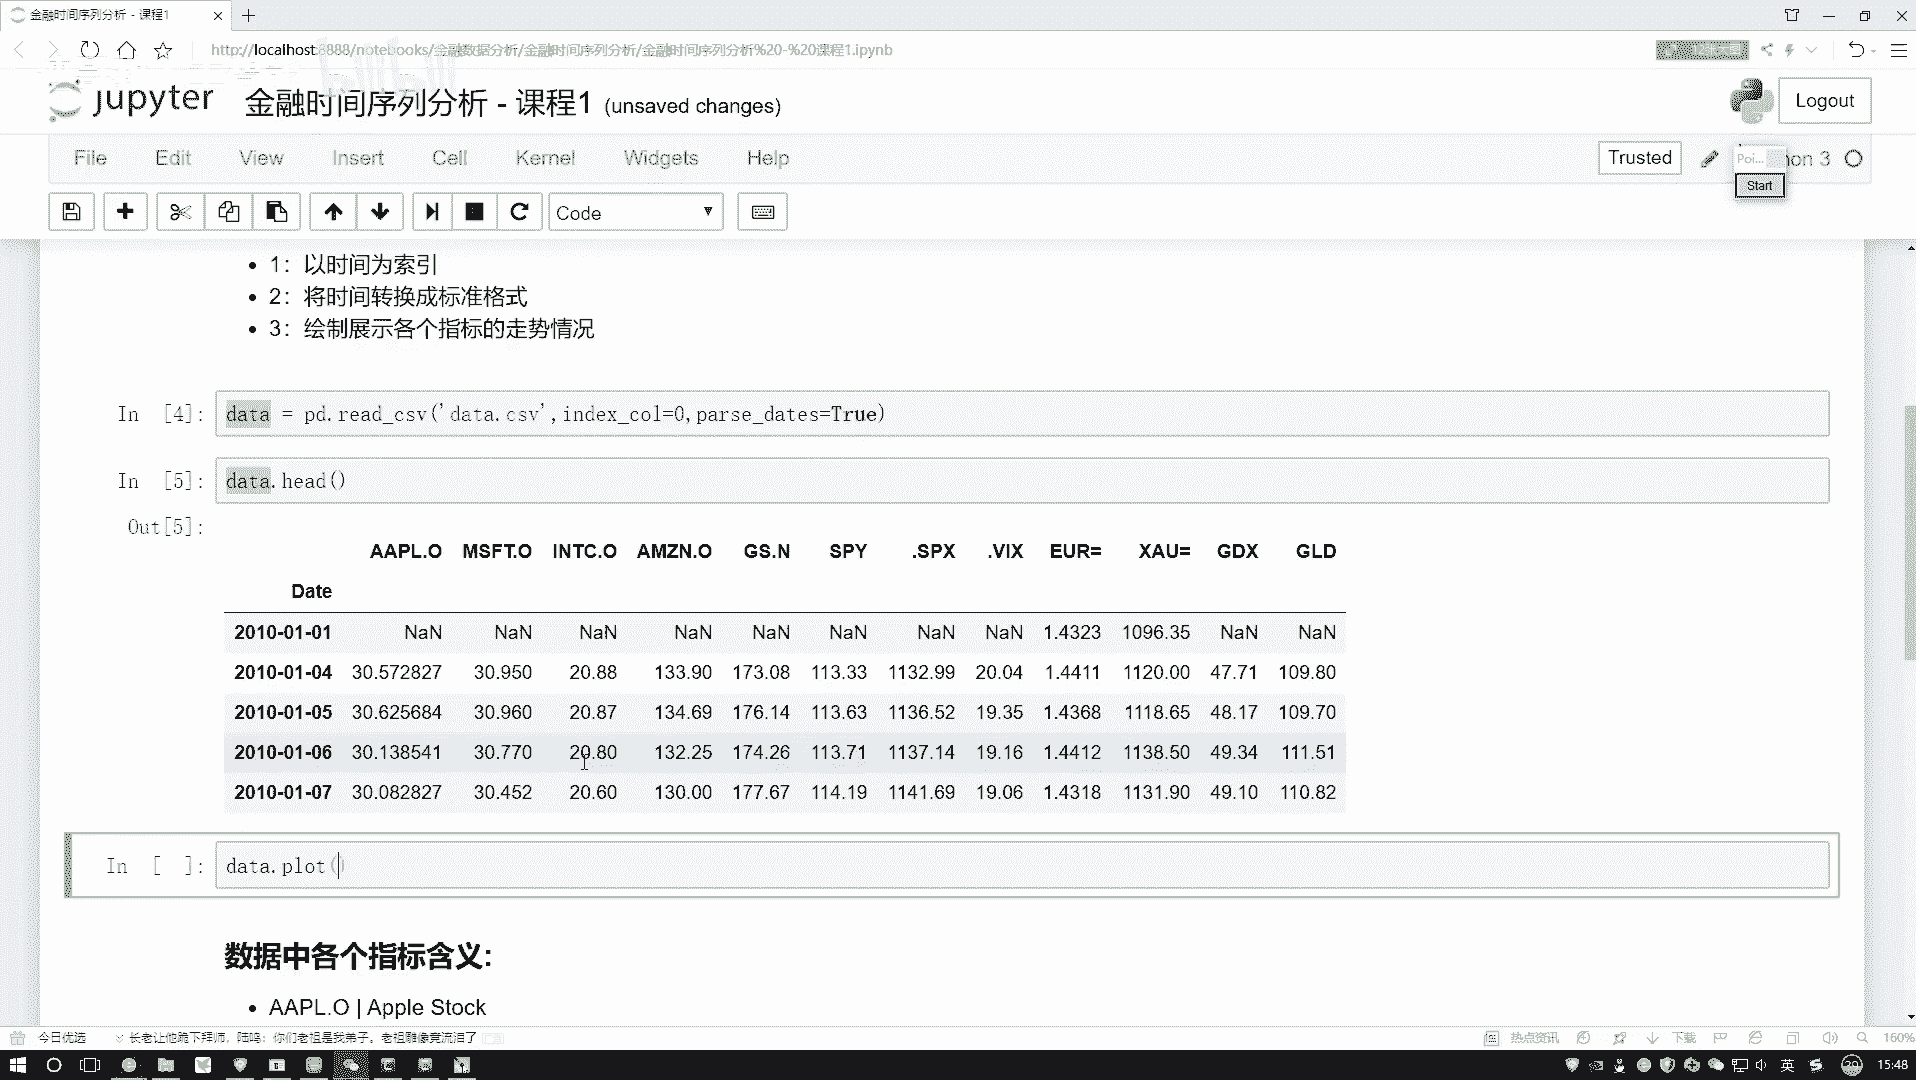 金融时间序列分析 - 课程1
http://localhost:8888/notebooks/金融数据分析/金融时间序列分析/金融时间序列分析%20-%20课程1.ipynb
jupyter 金融时间序列分析 - 课程1 (unsaved changes)
Logout
File Edit View Insert Cell Kernel Widgets Help
Trusted
Poi... hon 3
Start
Code
1：以时间为索引
2：将时间转换成标准格式
3：绘制展示各个指标的走势情况
In [4]: data = pd.read_csv('data.csv',index_col=0,parse_dates=True)
In [5]: data.head()
Out[5]:
AAPL.O MSFT.O INTC.O AMZN.O GS.N SPY .SPX .VIX EUR= XAU= GDX GLD
Date
2010-01-01 NaN NaN NaN NaN NaN NaN NaN NaN 1.4323 1096.35 NaN NaN
2010-01-04 30.572827 30.950 20.88 133.90 173.08 113.33 1132.99 20.04 1.4411 1120.00 47.71 109.80
2010-01-05 30.625684 30.960 20.87 134.69 176.14 113.63 1136.52 19.35 1.4368 1118.65 48.17 109.70
2010-01-06 30.138541 30.770 20.80 132.25 174.26 113.71 1137.14 19.16 1.4412 1138.50 49.34 111.51
2010-01-07 30.082827 30.452 20.60 130.00 177.67 114.19 1141.69 19.06 1.4318 1131.90 49.10 110.82
In [ ]: data.plot()
数据中各个指标含义:
AAPL.O | Apple Stock
今日优选 长老让他跪下拜师，陆鸣：你们老祖是我弟子。老祖雕像竟流泪了
热点资讯 下载 160%
英 29 15:48